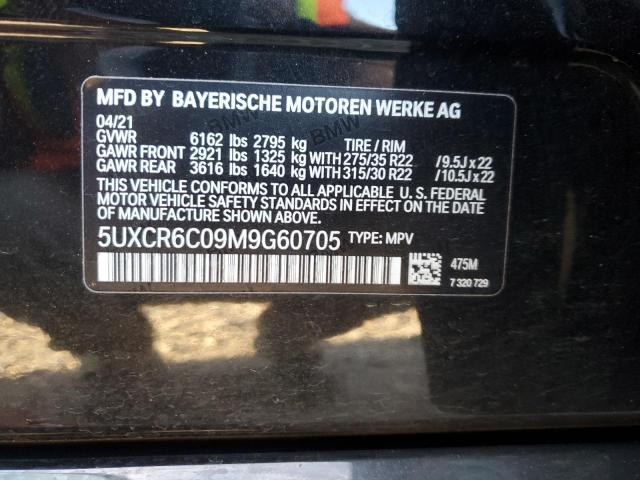 MFD BY BAYERISCHE MOTOREN WERKE AG
04/21
GVWR 6162 lbs 2795 kg TIRE / RIM
GAWR FRONT 2921 lbs 1325 kg WITH 275/35 R22 /9.5J x 22
GAWR REAR 3616 lbs 1640 kg WITH 315/30 R22 /10.5J x 22
THIS VEHICLE CONFORMS TO ALL APPLICABLE U. S. FEDERAL
MOTOR VEHICLE SAFETY STANDARDS IN EFFECT ON THE DATE
OF MANUFACTURE SHOWN ABOVE.
5UXCR6C09M9G60705 TYPE: MPV
475M
7 320 729